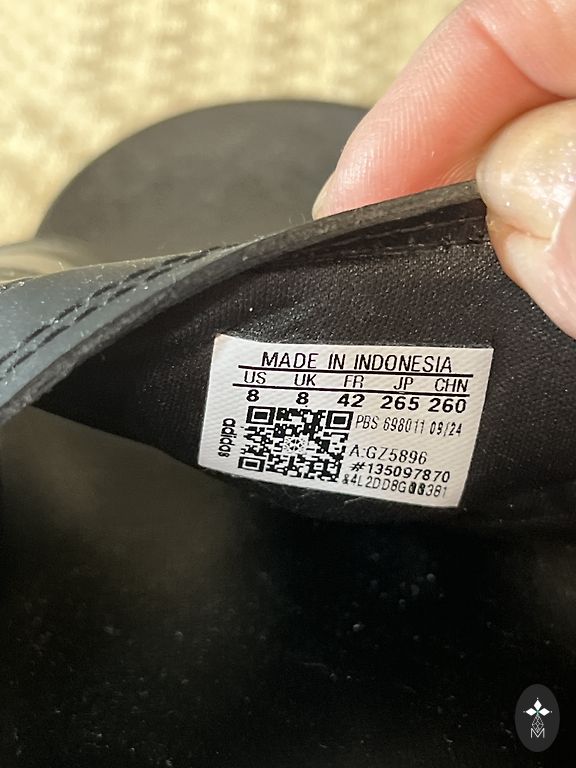 MADE IN INDONESIA
US UK FR JP CHN
8 8 42 265 260
adidas
PBS 698011 09/24
A:GZ5896
#135097870
M